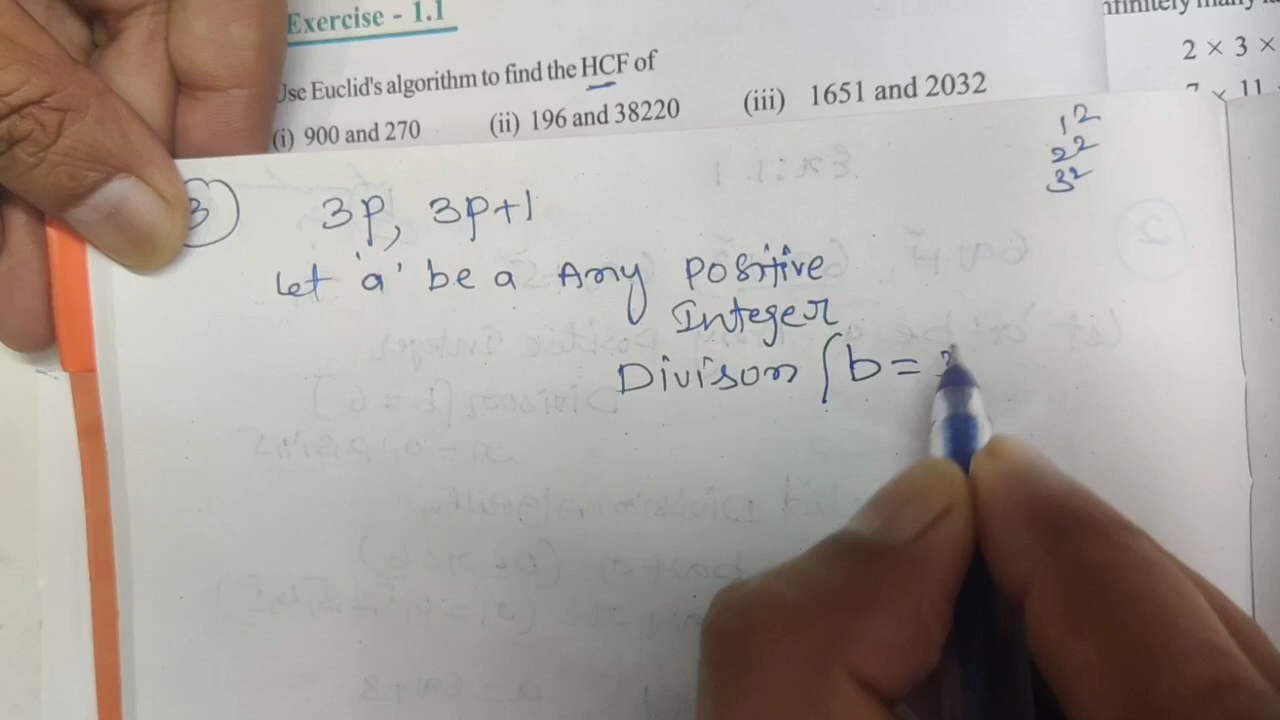 Exercise - 1.1
Use Euclid's algorithm to find the HCF of
(i) 900 and 270 (ii) 196 and 38220 (iii) 1651 and 2032
2 × 3 ×
× 11
1²
2²
3²
3 3p, 3p+1
Let 'a' be a Any Positive
Integer
Divison (b =